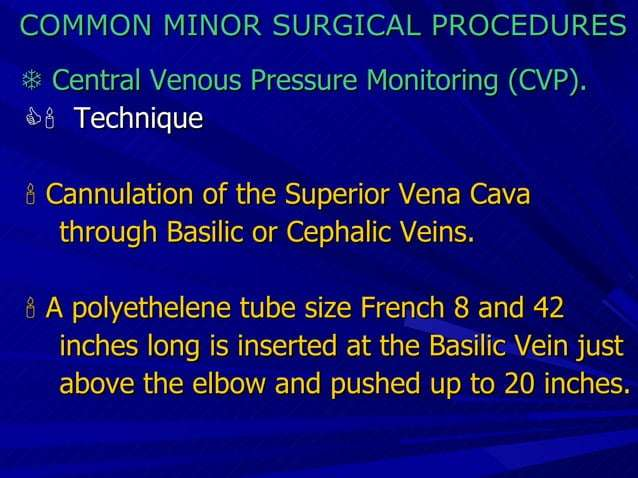 COMMON MINOR SURGICAL PROCEDURES
Central Venous Pressure Monitoring (CVP).
Technique
Cannulation of the Superior Vena Cava
through Basilic or Cephalic Veins.
A polyethelene tube size French 8 and 42
inches long is inserted at the Basilic Vein just
above the elbow and pushed up to 20 inches.